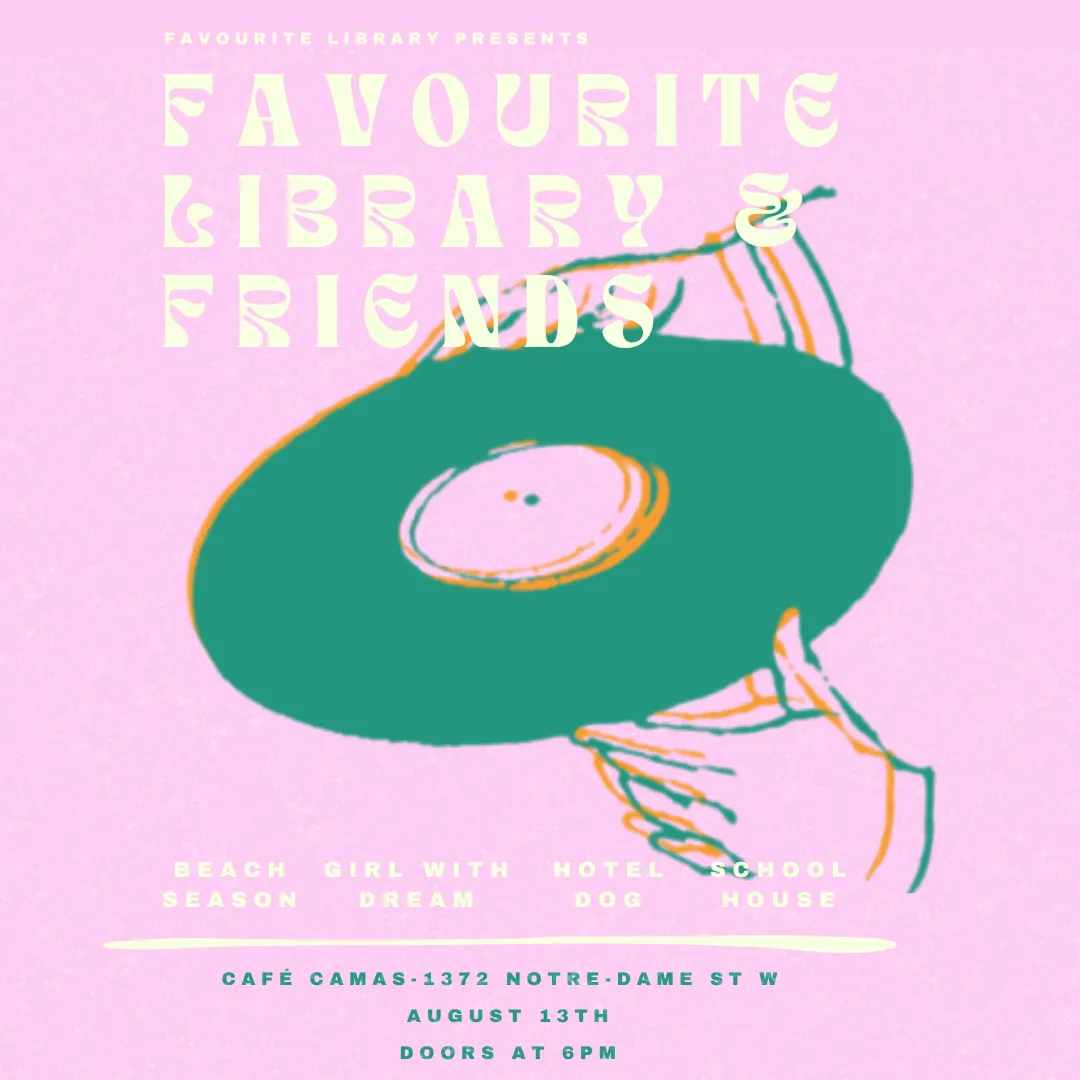 FAVOURITE LIBRARY PRESENTS
FAVOURITE
LIBRARY &
FRIENDS
BEACH SEASON
GIRL WITH DREAM
HOTEL DOG
SCHOOL HOUSE
CAFÉ CAMAS-1372 NOTRE-DAME ST W
AUGUST 13TH
DOORS AT 6PM